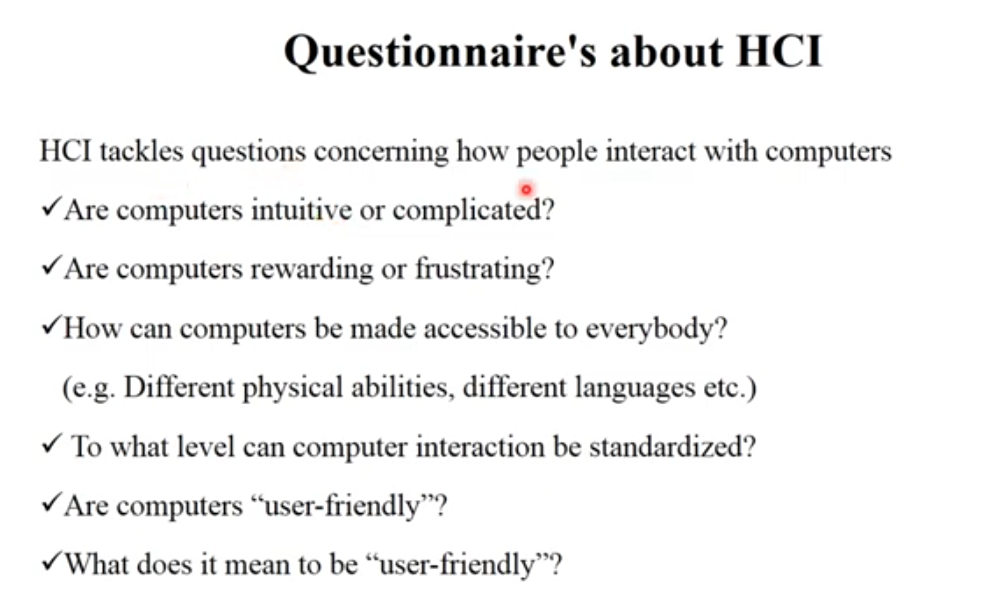 Questionnaire's about HCI
HCI tackles questions concerning how people interact with computers
✓Are computers intuitive or complicated?
✓Are computers rewarding or frustrating?
✓How can computers be made accessible to everybody?
(e.g. Different physical abilities, different languages etc.)
✓ To what level can computer interaction be standardized?
✓Are computers “user-friendly”?
✓What does it mean to be “user-friendly”?